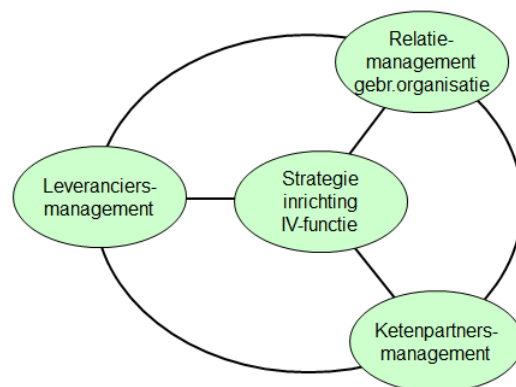 Relatie-
management
gebr.organisatie
Leveranciers-
management
Strategie
inrichting
IV-functie
Ketenpartners-
management